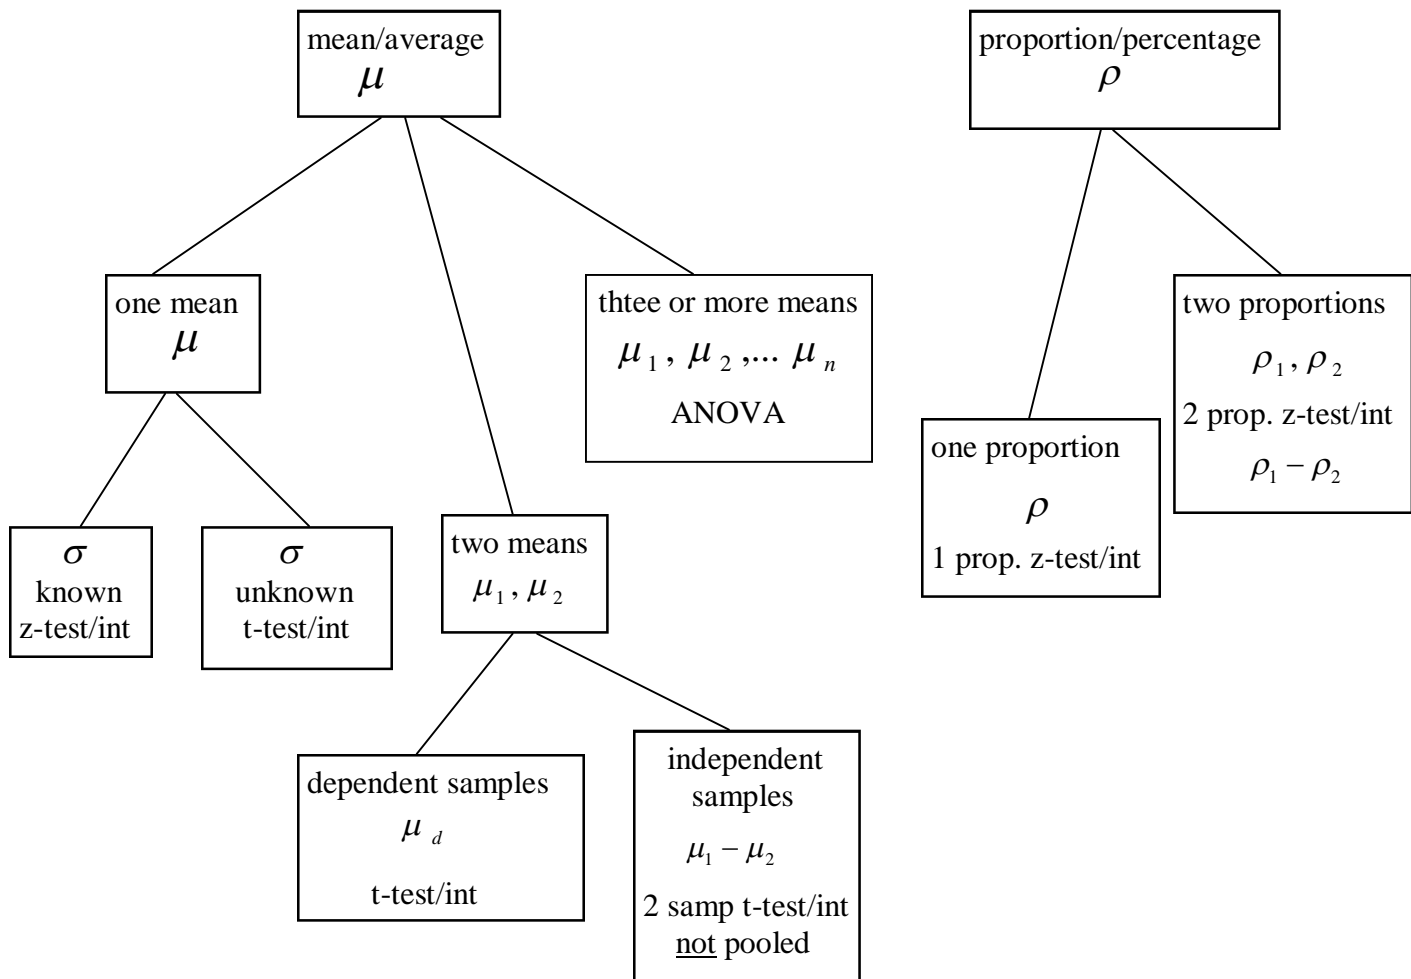 mean/average
μ
proportion/percentage
ρ
one mean
μ
thtee or more means
μ₁, μ₂,... μₙ
ANOVA
two proportions
ρ₁, ρ₂
2 prop. z-test/int
ρ₁ − ρ₂
one proportion
ρ
1 prop. z-test/int
σ
known
z-test/int
σ
unknown
t-test/int
two means
μ₁, μ₂
dependent samples
μ_d
t-test/int
independent
samples
μ₁ − μ₂
2 samp t-test/int
not pooled